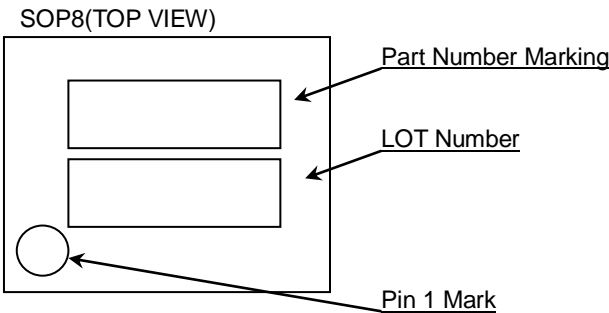 SOP8(TOP VIEW)
Part Number Marking
LOT Number
Pin 1 Mark